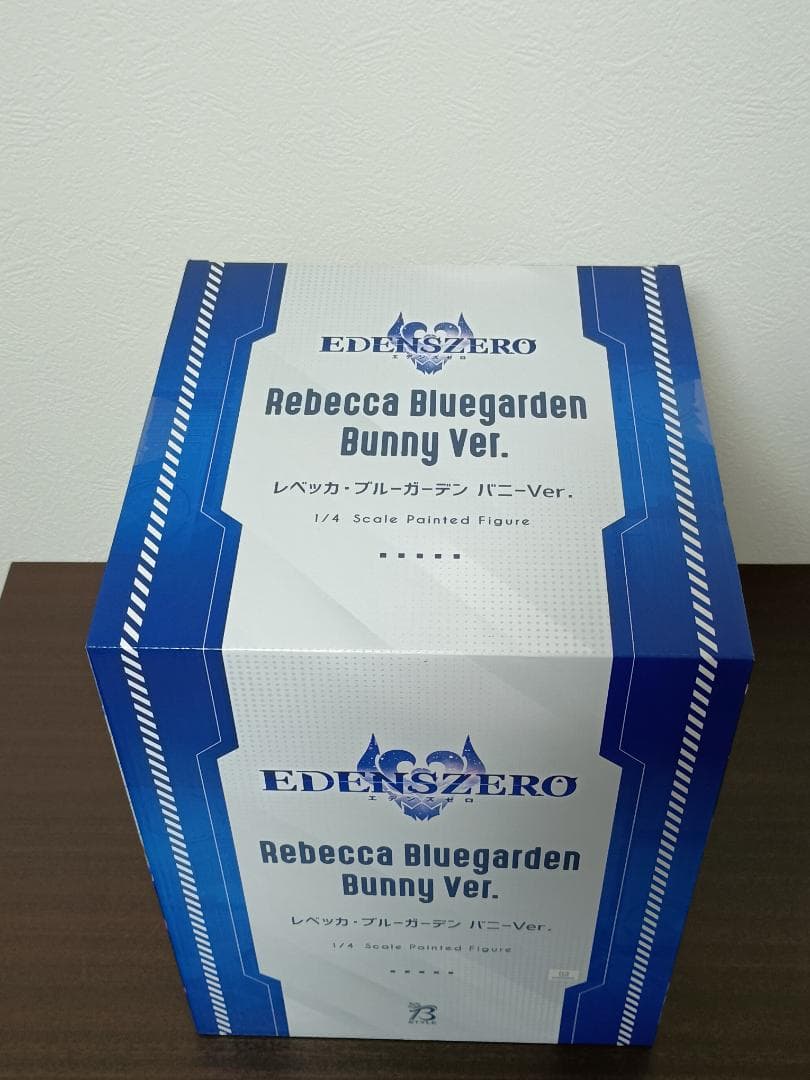 EDENSZERO
エデンズゼロ
Rebecca Bluegarden
Bunny Ver.
レベッカ・ブルーガーデン バニーVer.
1/4 Scale Painted Figure
EDENSZERO
エデンズゼロ
Rebecca Bluegarden
Bunny Ver.
レベッカ・ブルーガーデン バニーVer.
1/4 Scale Painted Figure
B
STYLE